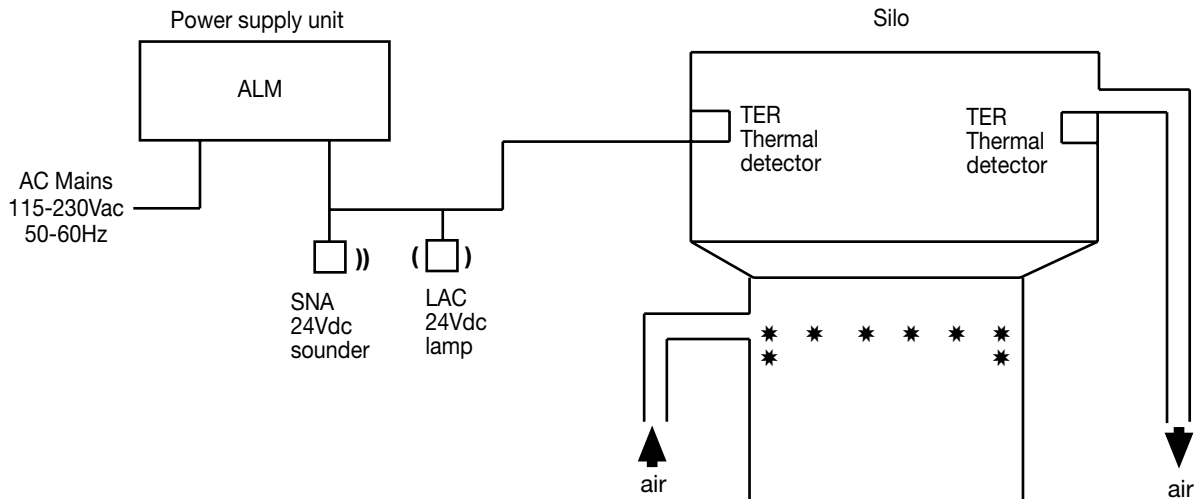 Power supply unit
Silo
ALM
TER
Thermal
detector
TER
Thermal
detector
AC Mains
115-230Vac
50-60Hz
SNA
24Vdc
sounder
LAC
24Vdc
lamp
air
air